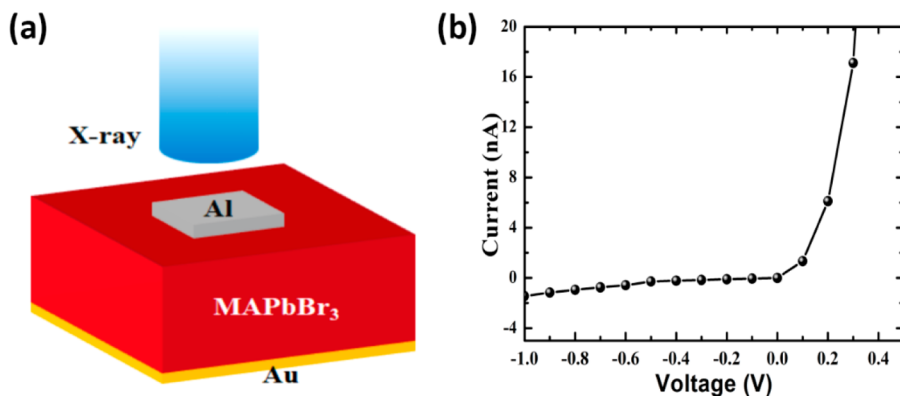 (a)
X-ray
Al
MAPbBr₃
Au
(b)
Current (nA)
20
16
12
8
4
0
-4
-1.0 -0.8 -0.6 -0.4 -0.2 0.0 0.2 0.4
Voltage (V)